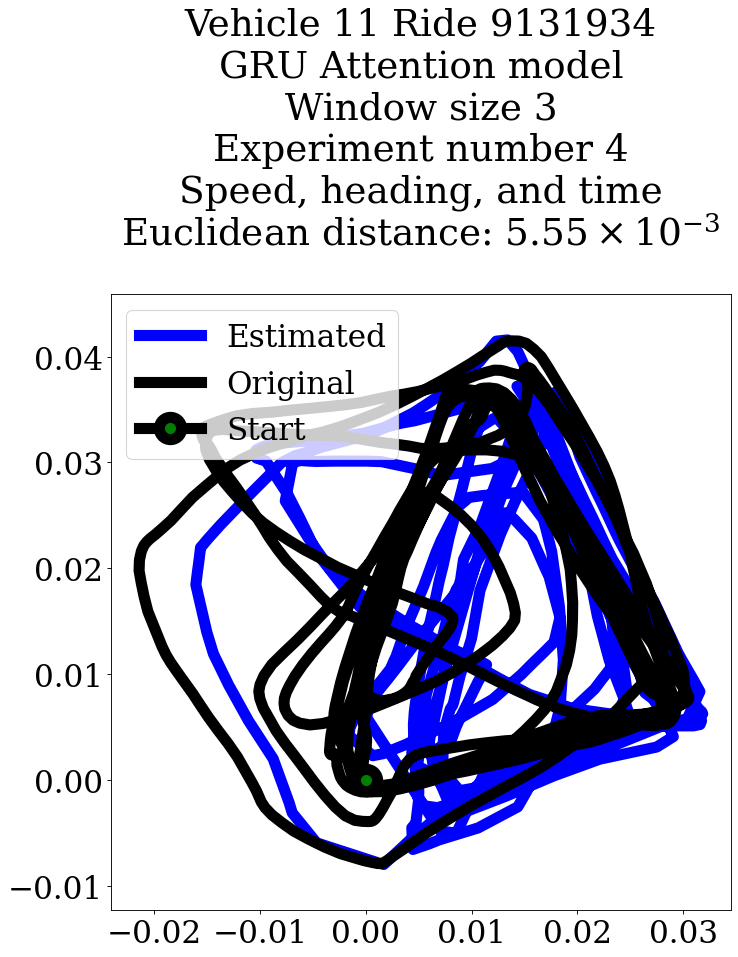 Vehicle 11 Ride 9131934
GRU Attention model
Window size 3
Experiment number 4
Speed, heading, and time
Euclidean distance: 5.55 × 10⁻³
Estimated
Original
Start
0.04
0.03
0.02
0.01
0.00
−0.01
−0.02 −0.01 0.00 0.01 0.02 0.03